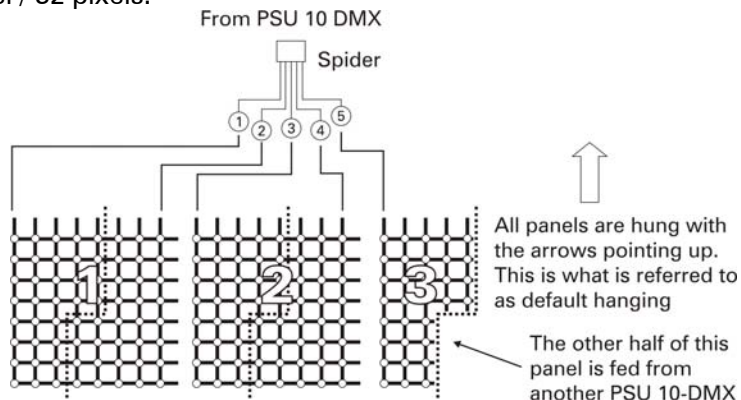 / 32 pixels.
From PSU 10 DMX
Spider
1
2
3
4
5
1
2
3
All panels are hung with
the arrows pointing up.
This is what is referred to
as default hanging
The other half of this
panel is fed from
another PSU 10-DMX